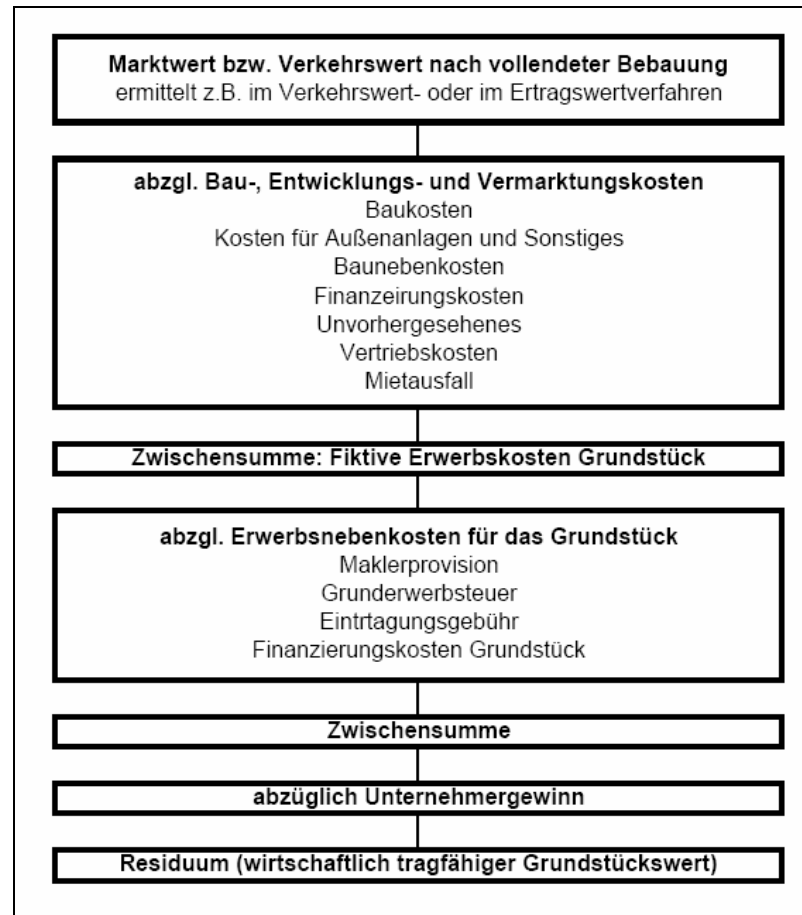 Marktwert bzw. Verkehrswert nach vollendeter Bebauung
ermittelt z.B. im Verkehrswert- oder im Ertragswertverfahren
abzgl. Bau-, Entwicklungs- und Vermarktungskosten
Baukosten
Kosten für Außenanlagen und Sonstiges
Baunebenkosten
Finanzeirungskosten
Unvorhergesehenes
Vertriebskosten
Mietausfall
Zwischensumme: Fiktive Erwerbskosten Grundstück
abzgl. Erwerbsnebenkosten für das Grundstück
Maklerprovision
Grunderwerbsteuer
Eintrtagungsgebühr
Finanzierungskosten Grundstück
Zwischensumme
abzüglich Unternehmergewinn
Residuum (wirtschaftlich tragfähiger Grundstückswert)